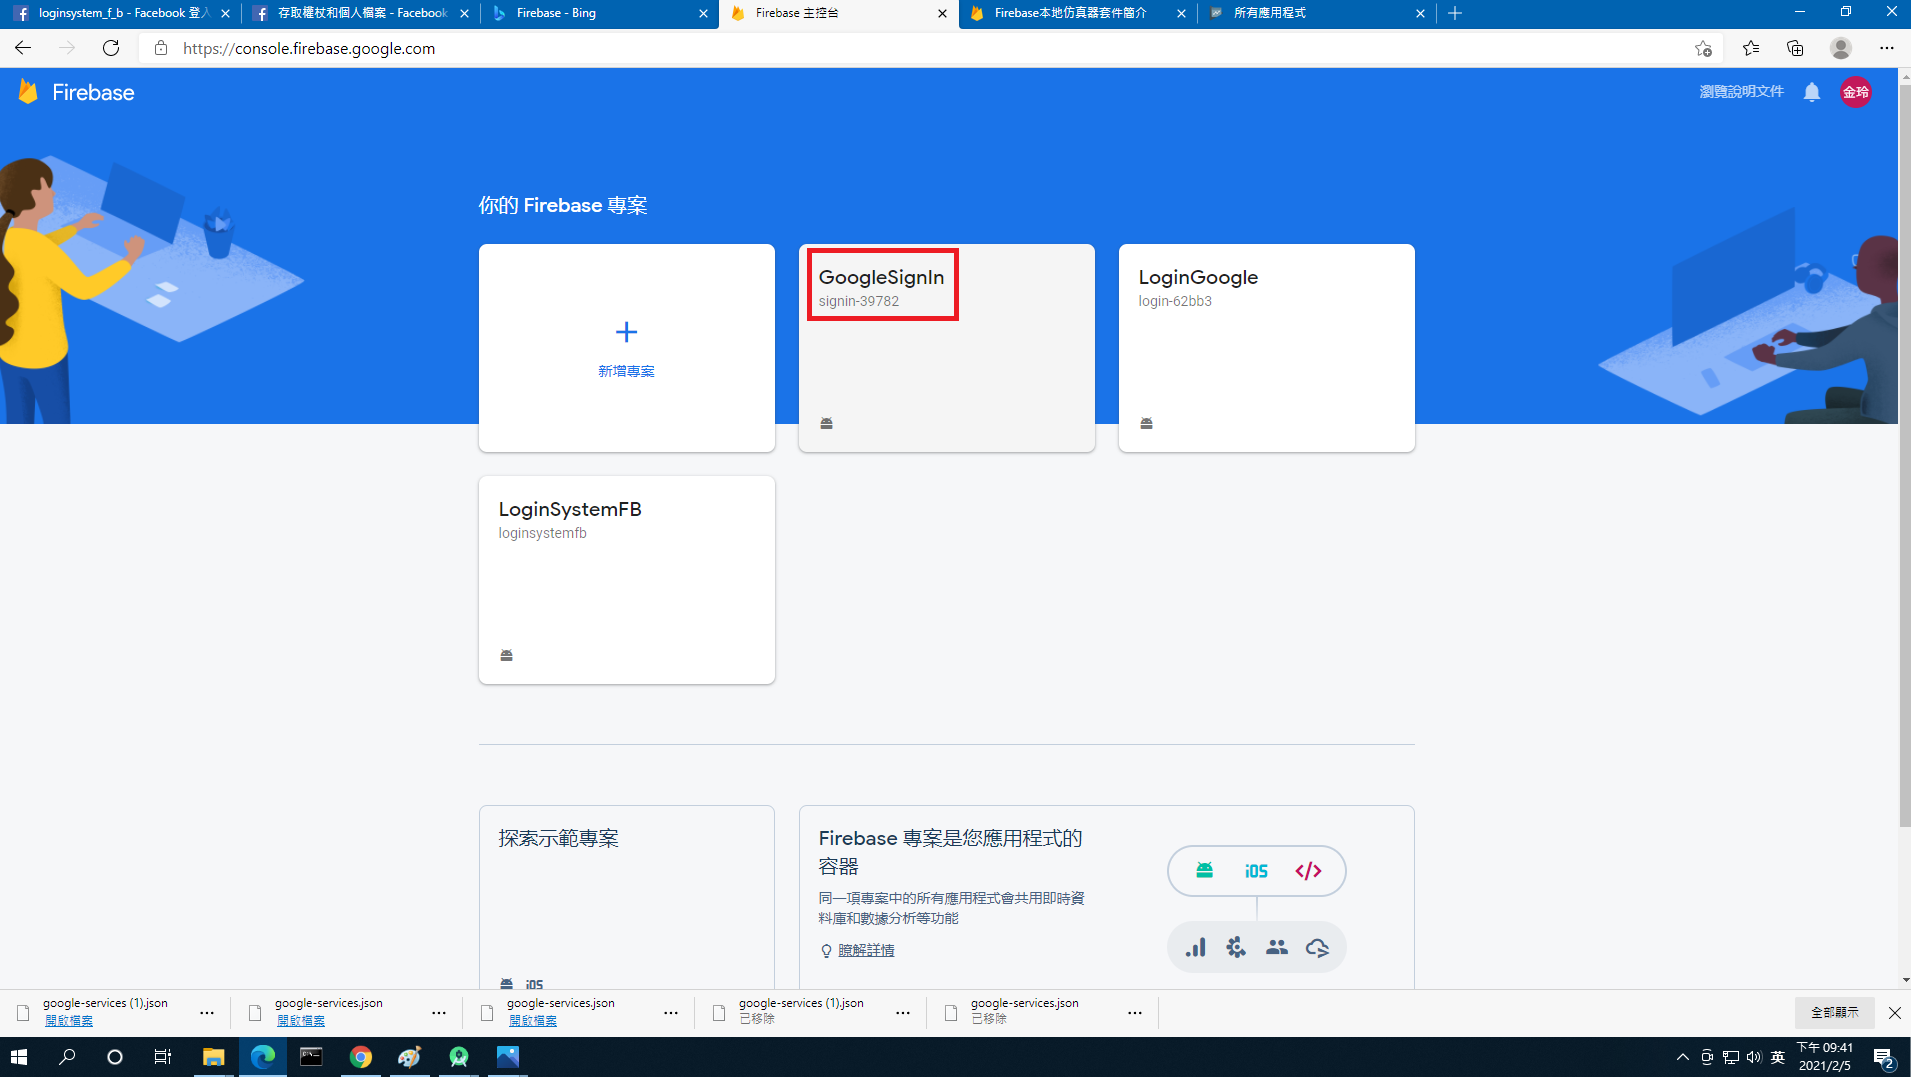 loginsystem_f_b - Facebook 登入
存取權杖和個人檔案 - Facebook
Firebase - Bing
Firebase 主控台
Firebase本地仿真器套件簡介
所有應用程式
https://console.firebase.google.com
Firebase
瀏覽說明文件
金玲
你的 Firebase 專案
新增專案
GoogleSignIn
signin-39782
LoginGoogle
login-62bb3
LoginSystemFB
loginsystemfb
探索示範專案
iOS
Firebase 專案是您應用程式的
容器
同一項專案中的所有應用程式會共用即時資
料庫和數據分析等功能
瞭解詳情
iOS
google-services (1).json
開啟檔案
google-services.json
開啟檔案
google-services.json
開啟檔案
google-services (1).json
已移除
google-services.json
已移除
全部顯示
英
下午 09:41
2021/2/5
2